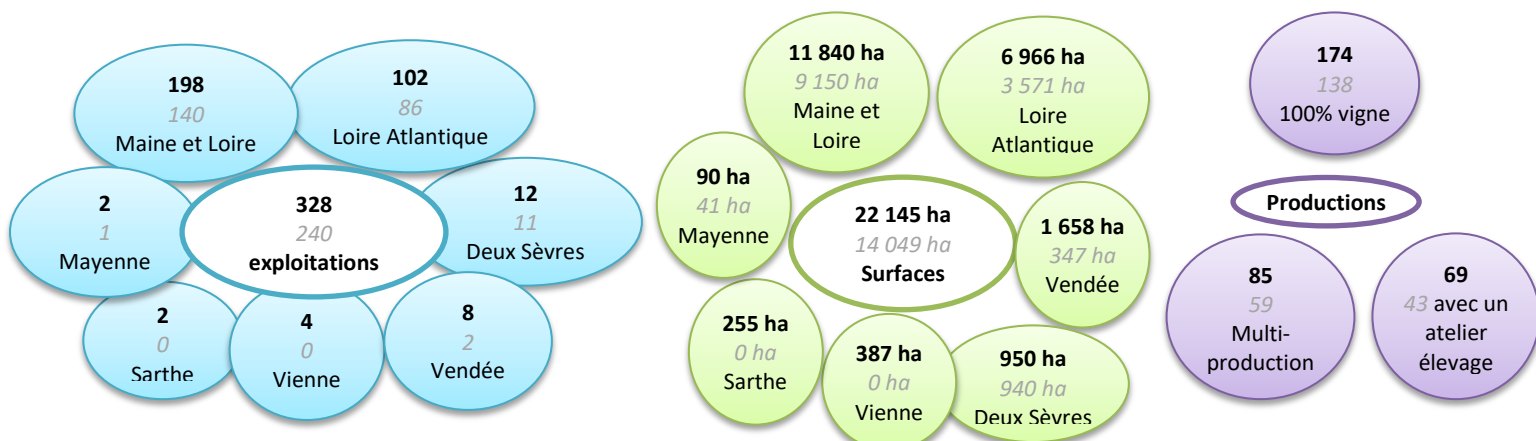 198
140
Maine et Loire
102
86
Loire Atlantique
2
1
Mayenne
328
240
exploitations
12
11
Deux Sèvres
2
0
Sarthe
4
0
Vienne
8
2
Vendée
11 840 ha
9 150 ha
Maine et
Loire
6 966 ha
3 571 ha
Loire
Atlantique
90 ha
41 ha
Mayenne
22 145 ha
14 049 ha
Surfaces
1 658 ha
347 ha
Vendée
255 ha
0 ha
Sarthe
387 ha
0 ha
Vienne
950 ha
940 ha
Deux Sèvres
174
138
100% vigne
Productions
85
59
Multi-
production
69
43 avec un
atelier
élevage